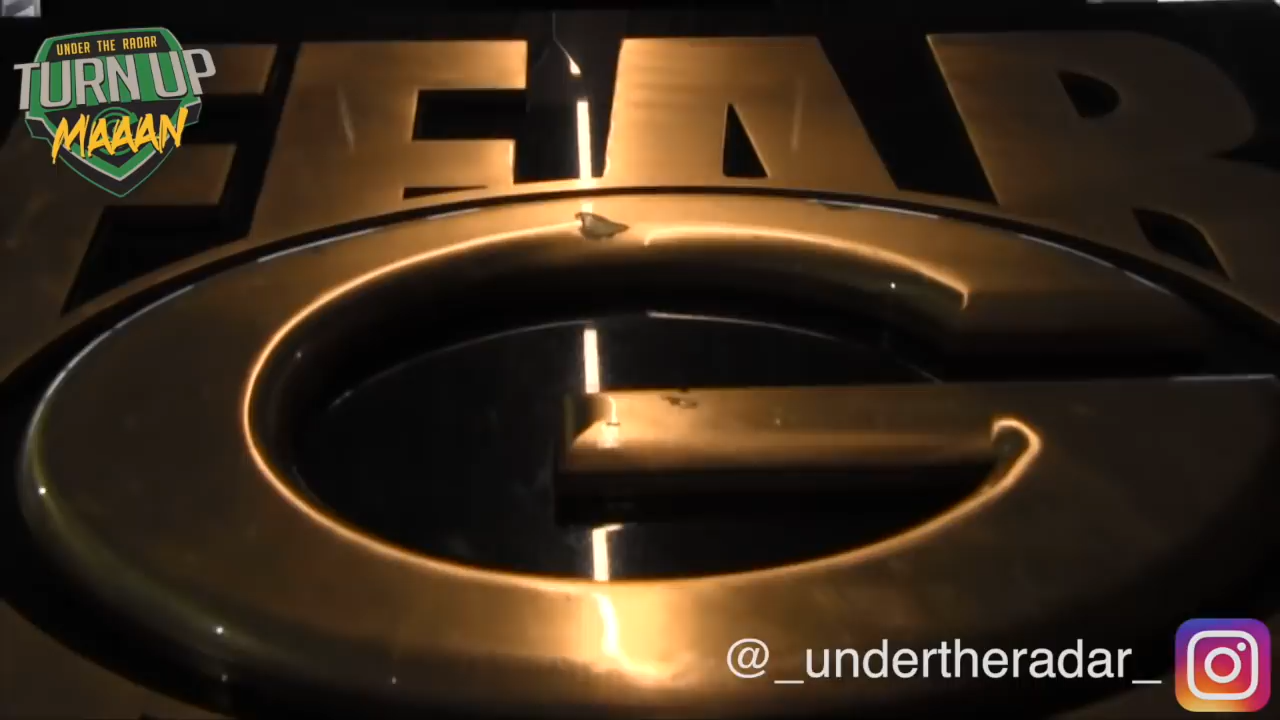 UNDER THE RADAR
TURN UP
MAAAN
FEAR
G
@_undertheradar_